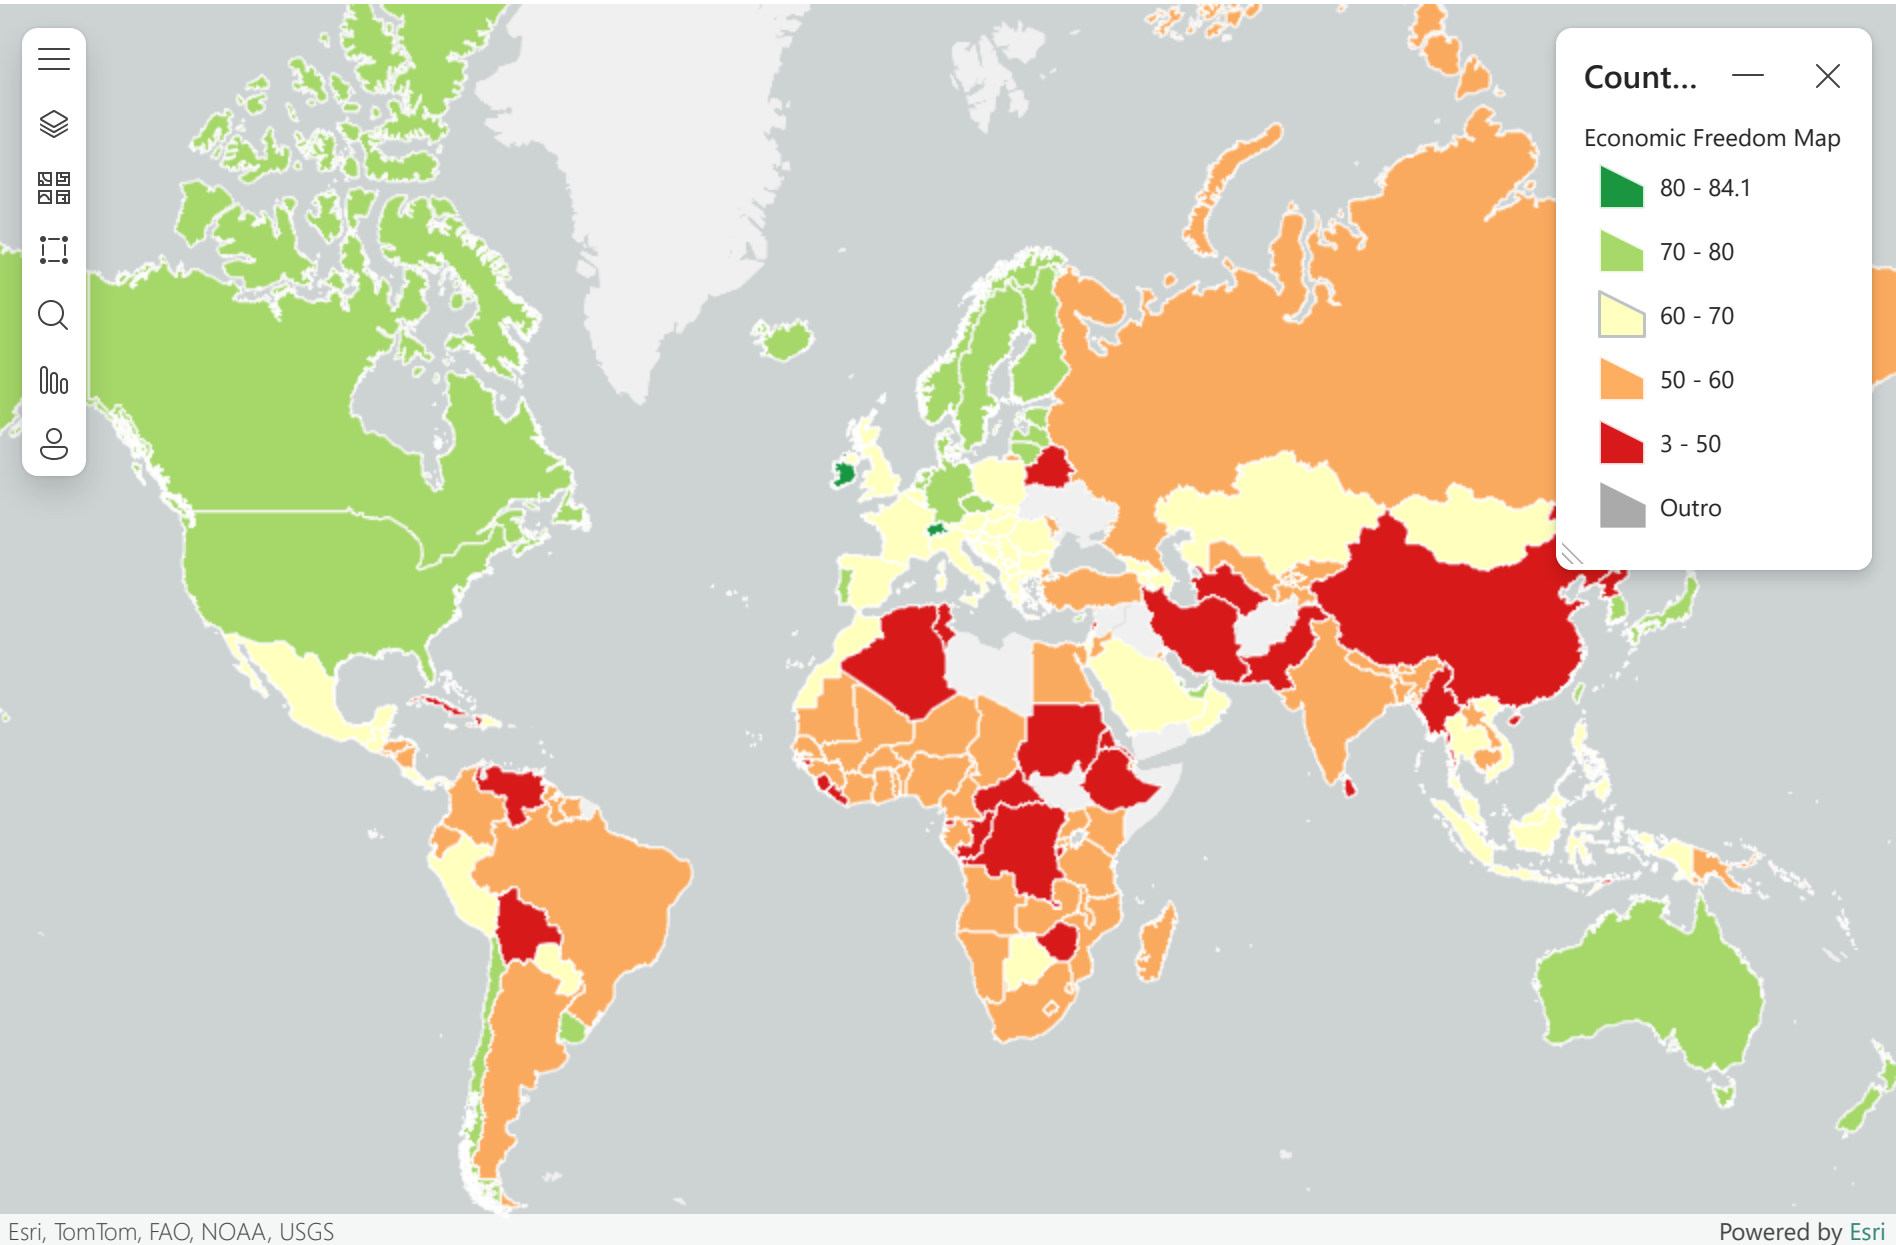 Count...
Economic Freedom Map
80 - 84.1
70 - 80
60 - 70
50 - 60
3 - 50
Outro
Esri, TomTom, FAO, NOAA, USGS
Powered by Esri